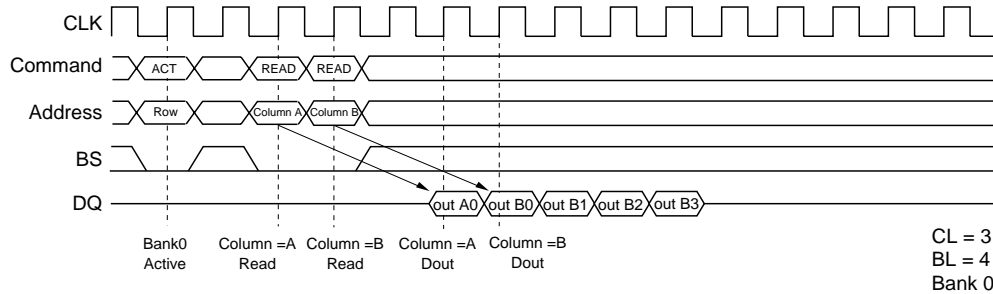 CLK
Command ACT READ READ
Address Row Column A Column B
BS
DQ out A0 out B0 out B1 out B2 out B3
Bank0 Column =A Column =B Column =A Column =B
Active Read Read Dout Dout
CL = 3
BL = 4
Bank 0